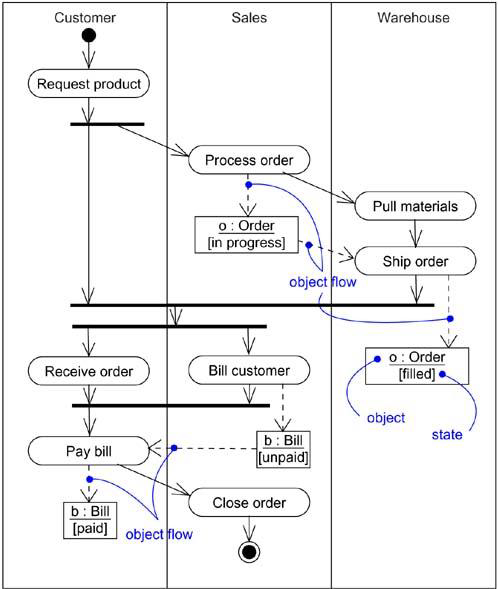 Customer
Sales
Warehouse
Request product
Process order
Pull materials
o : Order
[in progress]
Ship order
object flow
Receive order
Bill customer
o : Order
[filled]
object
state
Pay bill
b : Bill
[unpaid]
Close order
b : Bill
[paid]
object flow